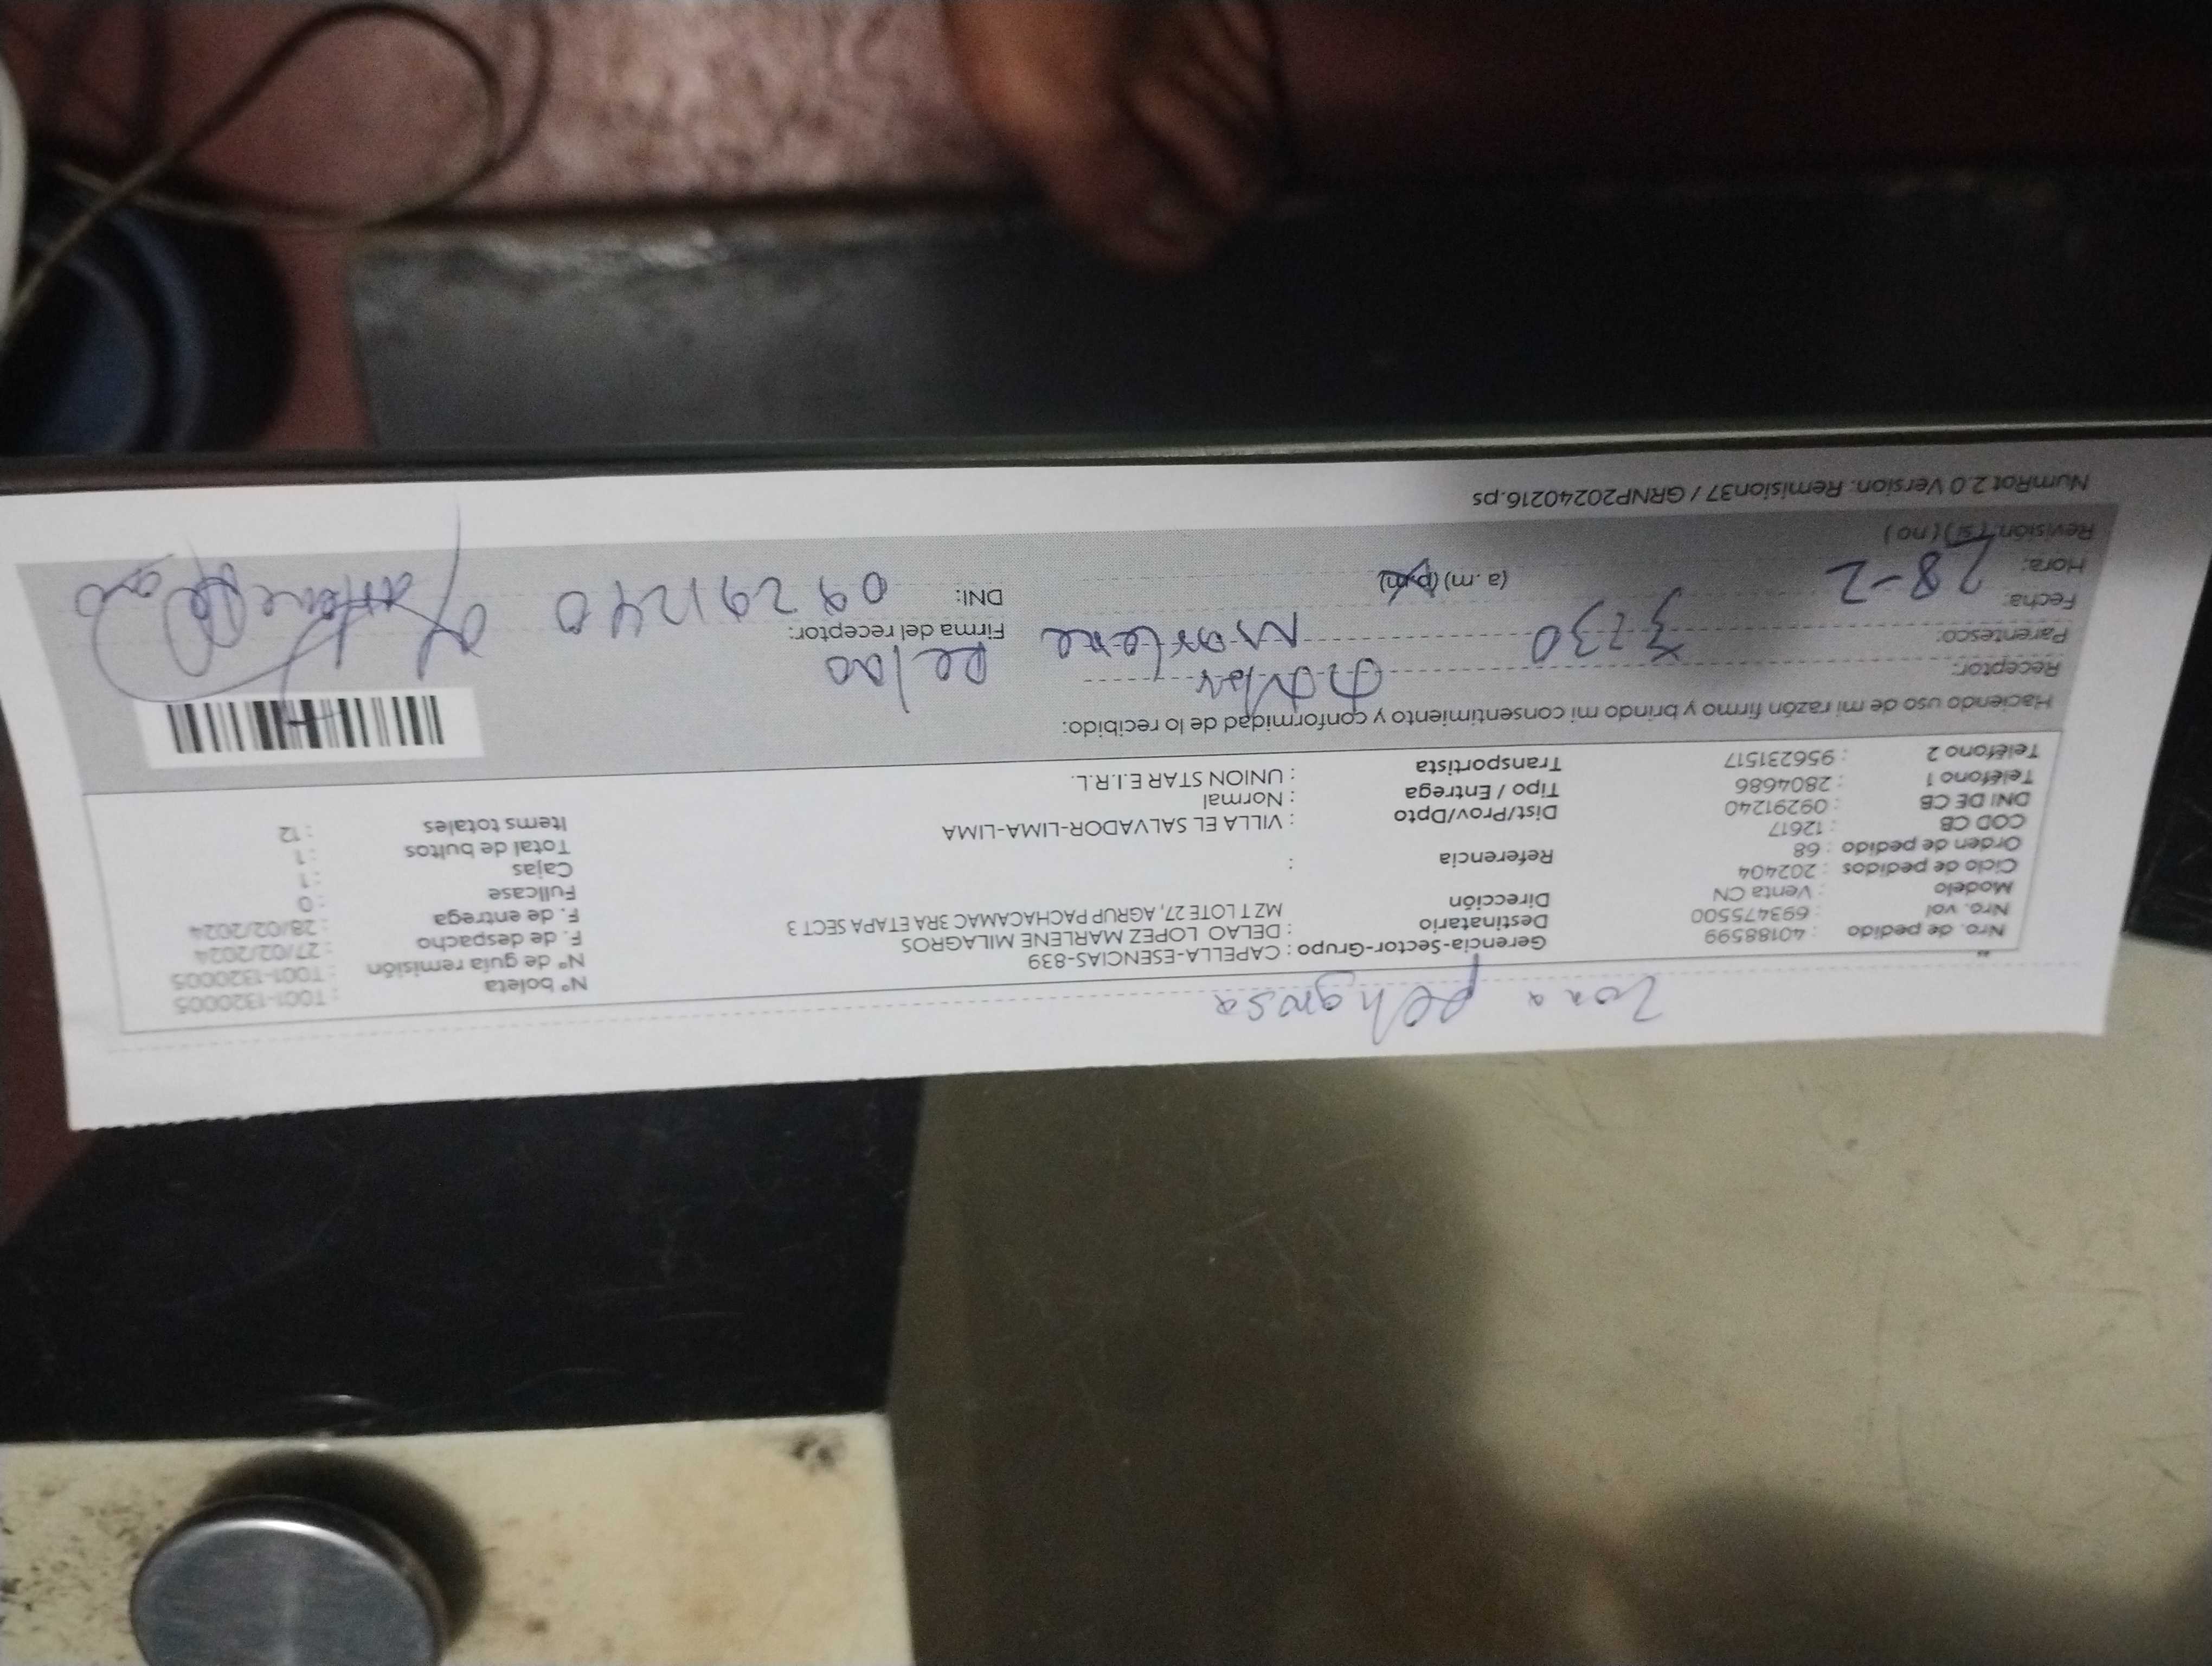 Zona peligrosa
Nro. de pedido : 40188599
Nro. vol : 693475500
Modelo : Venta CN
Ciclo de pedidos : 202404
Orden de pedido : 68
COD CB : 12617
DNI DE CB : 09291240
Teléfono 1 : 2804686
Teléfono 2 : 956231517
Gerencia-Sector-Grupo : CAPELLA-ESENCIAS-839
Destinatario : DELAO LOPEZ MARLENE MILAGROS
Dirección MZ T LOTE 27, AGRUP PACHACAMAC 3RA ETAPA SECT 3
Referencia :
Dist/Prov/Dpto : VILLA EL SALVADOR-LIMA-LIMA
Tipo / Entrega : Normal
Transportista : UNION STAR E.I.R.L.
N° boleta : T001-1320005
N° de guía remisión : T001-1320005
F. de despacho : 27/02/2024
F. de entrega : 28/02/2024
Fullcase : 0
Cajas : 1
Total de bultos : 1
Items totales : 12
Haciendo uso de mi razón firmo y brindo mi consentimiento y conformidad de lo recibido:
Receptor: Delao
Parentesco: Marlene
Fecha: 28-2 3:30
Hora: (a.m) (p.m)
Revisión: (si) (no)
Firma del receptor: Marlene
DNI: 09291240
NumRot 2.0 Version: Remision37 / GRNP20240216.ps